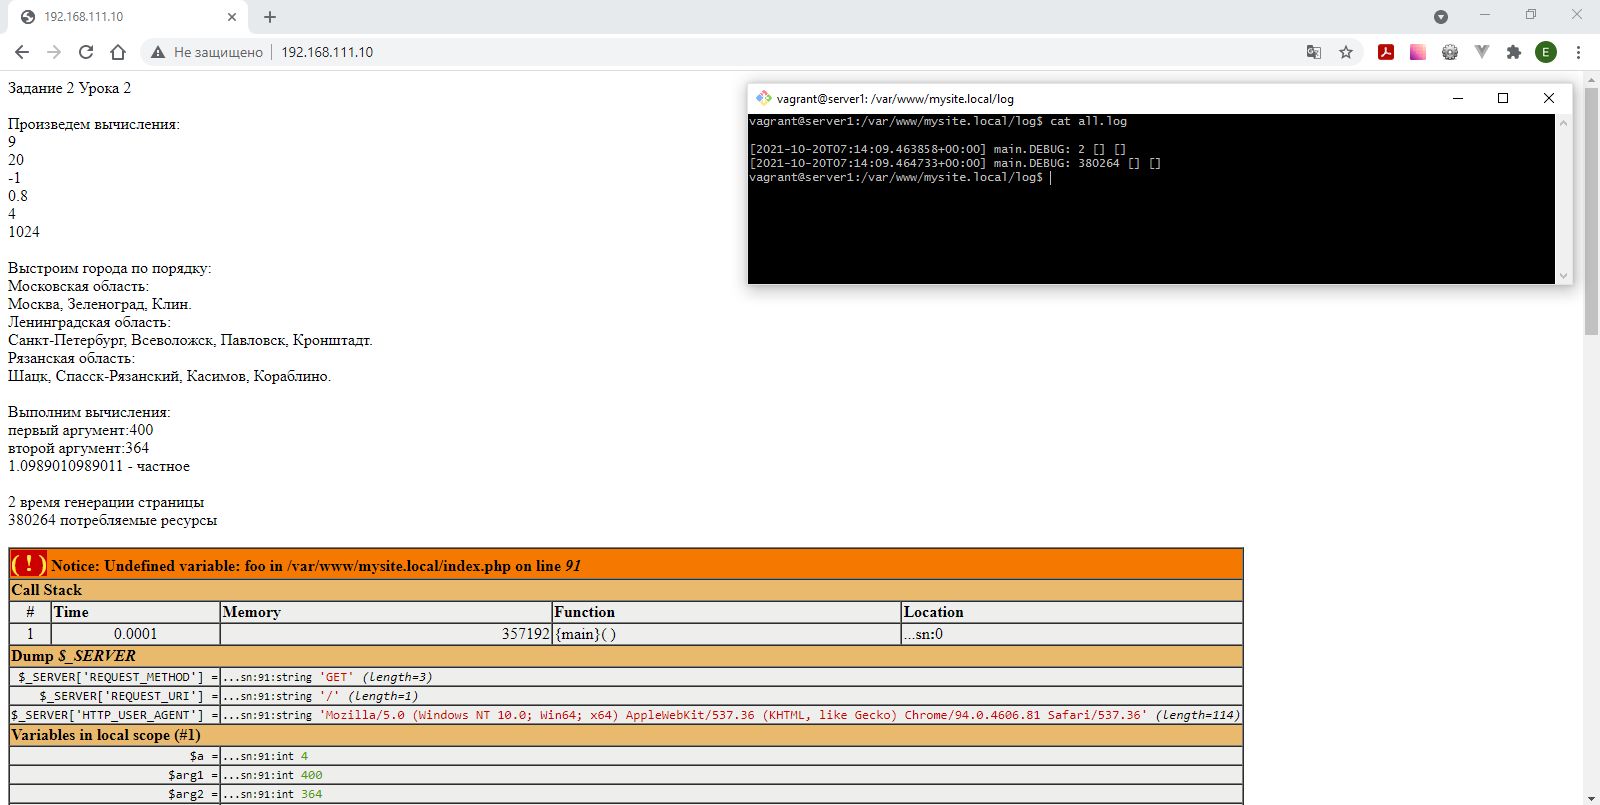 192.168.111.10
Не защищено
192.168.111.10
E
Задание 2 Урока 2
Произведем вычисления:
9
20
-1
0.8
4
1024
Выстроим города по порядку:
Московская область:
Москва, Зеленоград, Клин.
Ленинградская область:
Санкт-Петербург, Всеволожск, Павловск, Кронштадт.
Рязанская область:
Шацк, Спасск-Рязанский, Касимов, Кораблино.
Выполним вычисления:
первый аргумент:400
второй аргумент:364
1.0989010989011 - частное
2 время генерации страницы
380264 потребляемые ресурсы
vagrant@server1: /var/www/mysite.local/log
vagrant@server1:/var/www/mysite.local/log$ cat all.log
[2021-10-20T07:14:09.463858+00:00] main.DEBUG: 2 [] []
[2021-10-20T07:14:09.464733+00:00] main.DEBUG: 380264 [] []
vagrant@server1:/var/www/mysite.local/log$
( ! ) Notice: Undefined variable: foo in /var/www/mysite.local/index.php on line 91
Call Stack
# Time Memory Function Location
1 0.0001 357192 {main}( ) ...sn:0
Dump $_SERVER
$_SERVER['REQUEST_METHOD'] = ...sn:91:string 'GET' (length=3)
$_SERVER['REQUEST_URI'] = ...sn:91:string '/' (length=1)
$_SERVER['HTTP_USER_AGENT'] = ...sn:91:string 'Mozilla/5.0 (Windows NT 10.0; Win64; x64) AppleWebKit/537.36 (KHTML, like Gecko) Chrome/94.0.4606.81 Safari/537.36' (length=114)
Variables in local scope (#1)
$a = ...sn:91:int 4
$arg1 = ...sn:91:int 400
$arg2 = ...sn:91:int 364